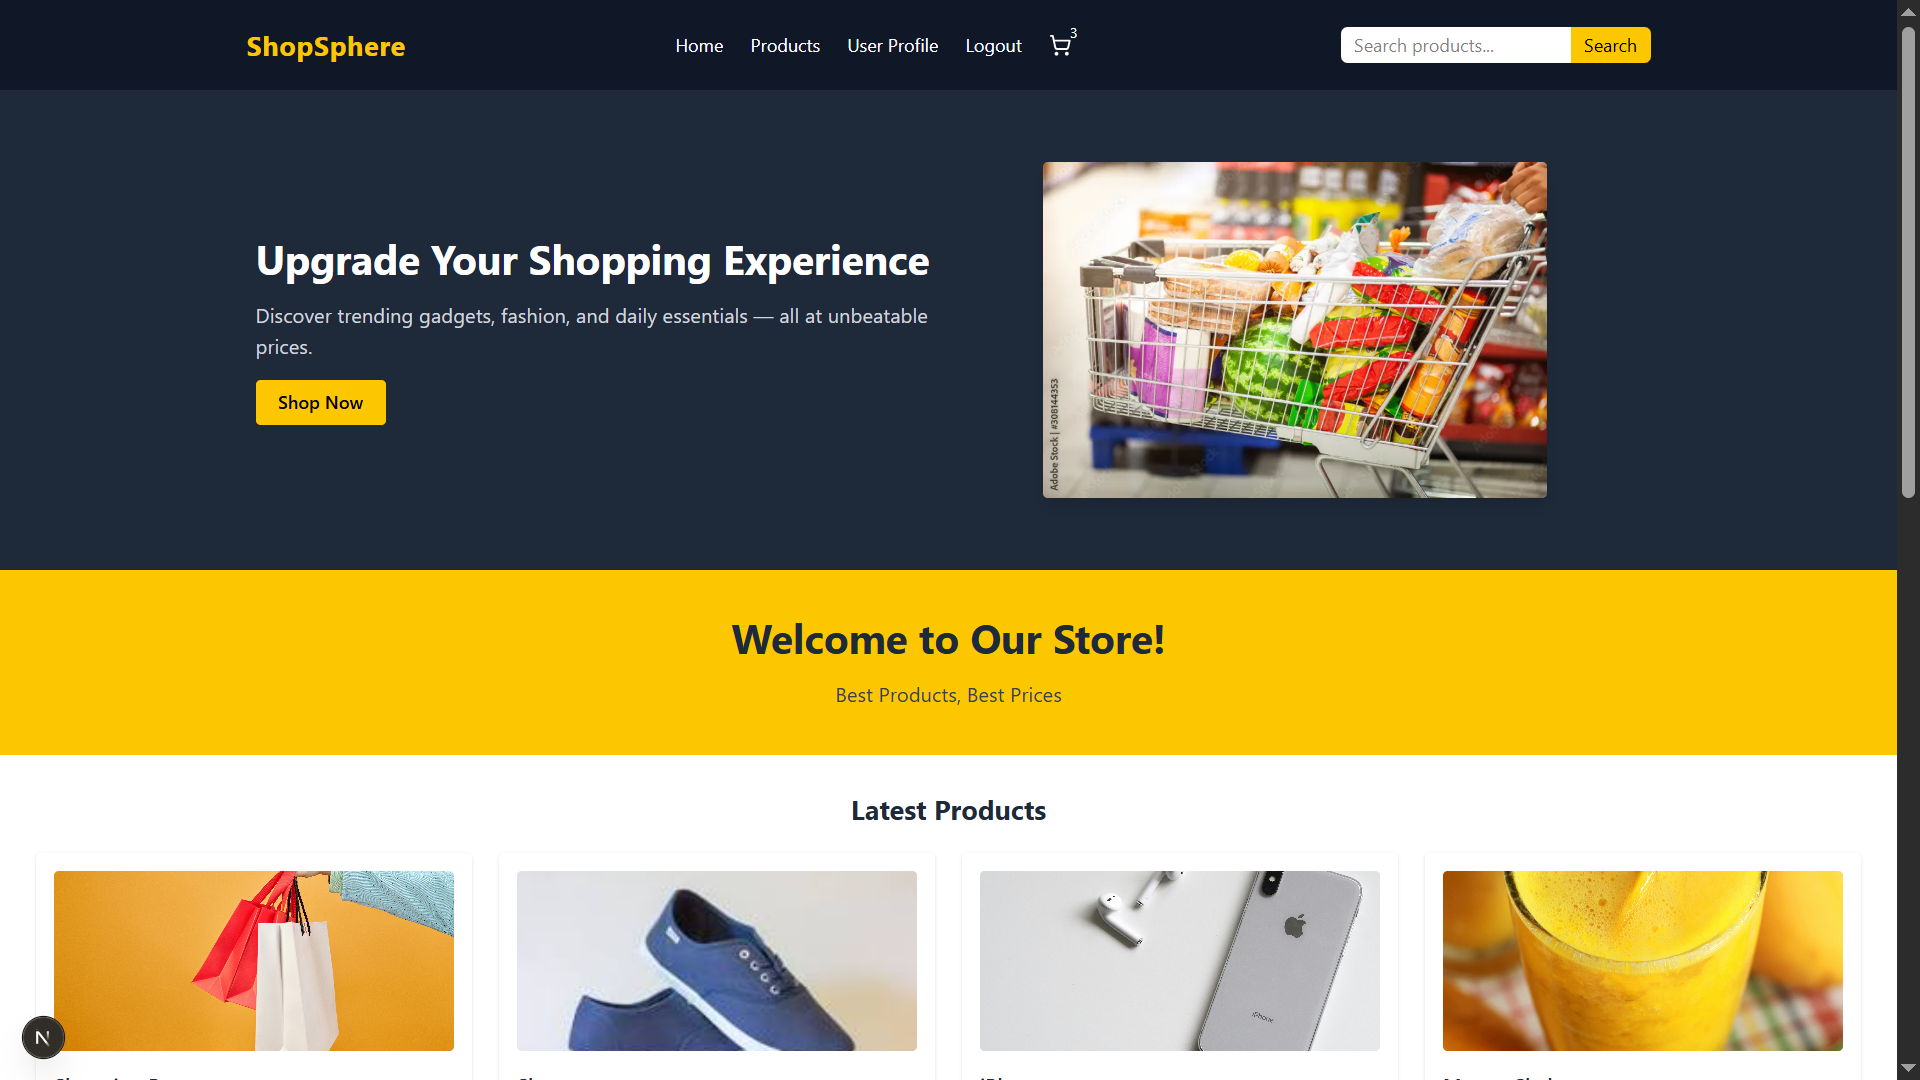 ShopSphere
Home
Products
User Profile
Logout
3
Search products...
Search
Upgrade Your Shopping Experience
Discover trending gadgets, fashion, and daily essentials — all at unbeatable
prices.
Shop Now
Adobe Stock | #308144353
Welcome to Our Store!
Best Products, Best Prices
Latest Products
iPhone
N